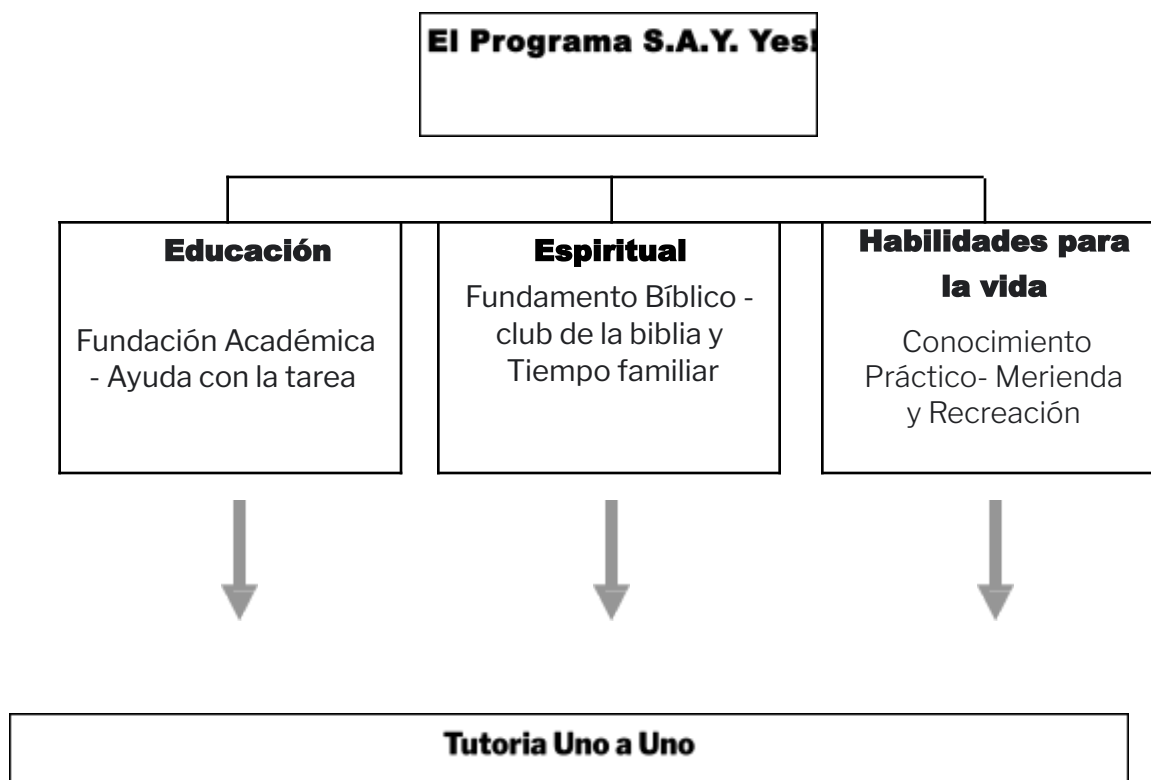 El Programa S.A.Y. Yes!
Educación
Fundación Académica
- Ayuda con la tarea
Espiritual
Fundamento Bíblico -
club de la biblia y
Tiempo familiar
Habilidades para
la vida
Conocimiento
Práctico- Merienda
y Recreación
Tutoria Uno a Uno